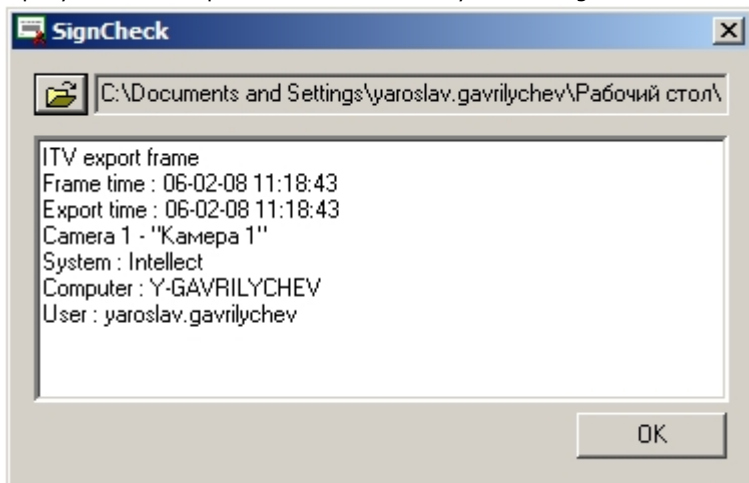 SignCheck
C:\Documents and Settings\yaroslav.gavrilychev\Рабочий стол\
ITV export frame
Frame time : 06-02-08 11:18:43
Export time : 06-02-08 11:18:43
Camera 1 - "Камера 1"
System : Intellect
Computer : Y-GAVRILYCHEV
User : yaroslav.gavrilychev
OK